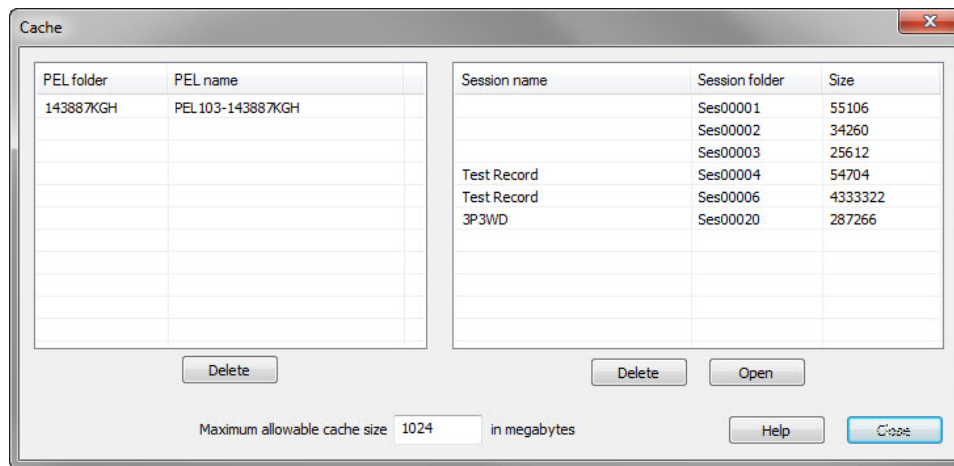 Cache
PEL folder PEL name
143887KGH PEL103-143887KGH
Delete
Session name Session folder Size
Ses00001 55106
Ses00002 34260
Ses00003 25612
Test Record Ses00004 54704
Test Record Ses00006 4333322
3P3WD Ses00020 287266
Delete Open
Maximum allowable cache size 1024 in megabytes
Help Close